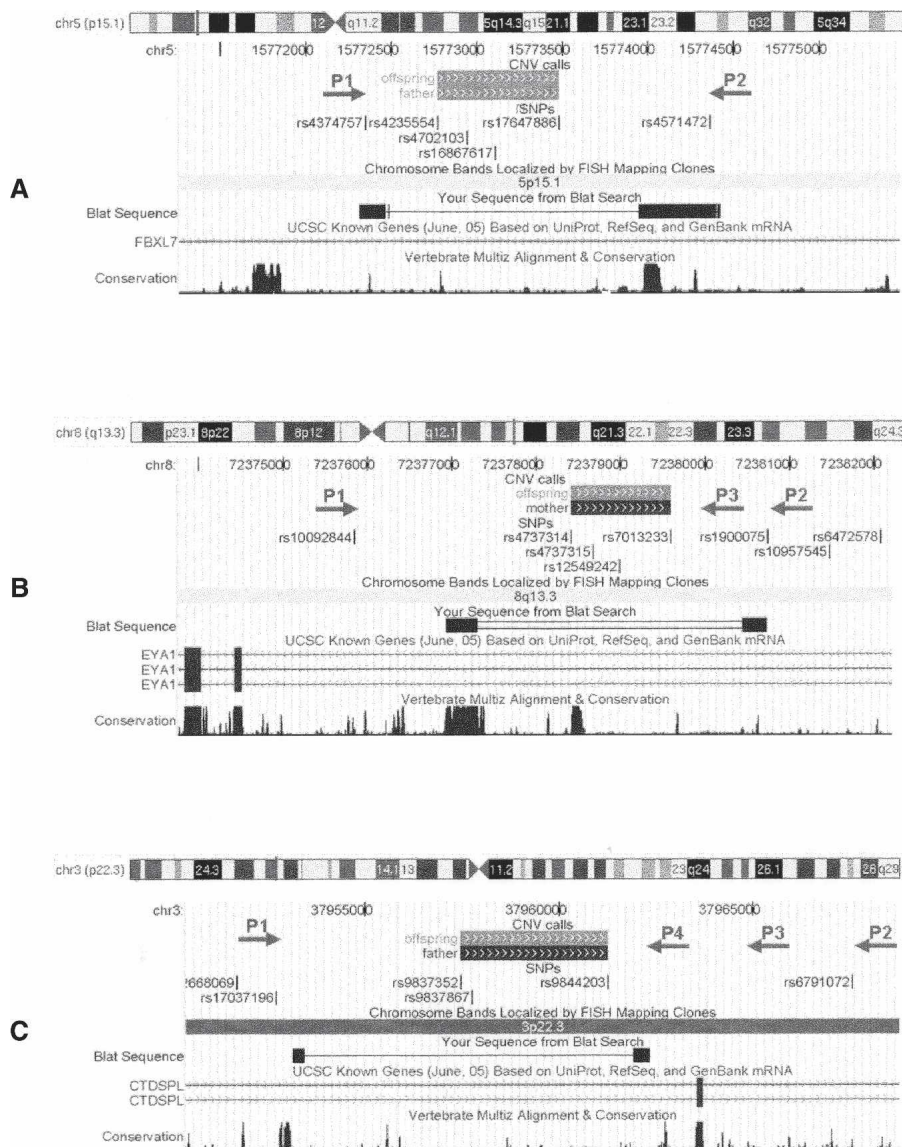 A
chr5 (p15.1) 12 q11.2 5q14.3 q15 21.1 23.1 23.2 q32 5q34
chr5: 15772000 15772500 15773000 15773500 15774000 15774500 15775000
CNV calls
P1 offspring P2
father
SNPs
rs4374757 rs4235554 rs17647886 rs4571472
rs4702103
rs16867617
Chromosome Bands Localized by FISH Mapping Clones
5p15.1
Your Sequence from Blat Search
Blat Sequence
UCSC Known Genes (June, 05) Based on UniProt, RefSeq, and GenBank mRNA
FBXL7
Vertebrate Multiz Alignment & Conservation
Conservation
B
chr8 (q13.3) p23.1 8p22 8p12 q12.1 q21.3 22.1 22.3 23.3 q24.3
chr8: 72375000 72376000 72377000 72378000 72379000 72380000 72381000 72382000
CNV calls
P1 offspring P3 P2
mother
SNPs
rs10092844 rs4737314 rs7013233 rs1900075 rs6472578
rs4737315 rs10957545
rs12549242
Chromosome Bands Localized by FISH Mapping Clones
8q13.3
Your Sequence from Blat Search
Blat Sequence
UCSC Known Genes (June, 05) Based on UniProt, RefSeq, and GenBank mRNA
EYA1
EYA1
EYA1
Vertebrate Multiz Alignment & Conservation
Conservation
C
chr3 (p22.3) 24.3 14.1 13 11.2 23 q24 26.1 26 q29
chr3: 37955000 37960000 37965000
CNV calls
P1 offspring P4 P3 P2
father
SNPs
2668069 rs9837352 rs9844203 rs6791072
rs17037196 rs9837867
Chromosome Bands Localized by FISH Mapping Clones
3p22.3
Your Sequence from Blat Search
Blat Sequence
UCSC Known Genes (June, 05) Based on UniProt, RefSeq, and GenBank mRNA
CTDSPL
CTDSPL
Vertebrate Multiz Alignment & Conservation
Conservation